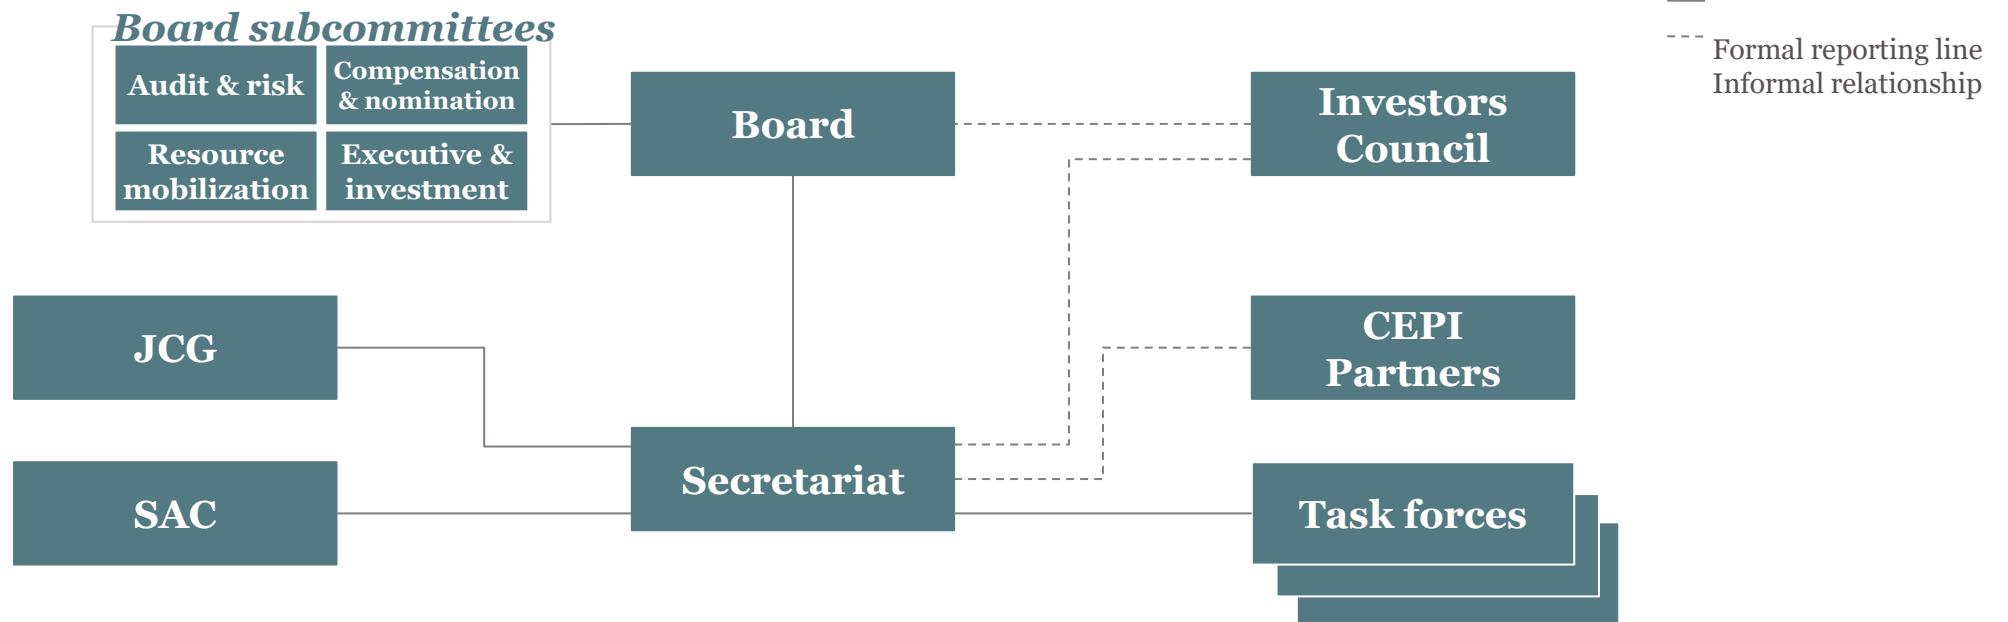 Board subcommittees
Audit & risk
Compensation
& nomination
Resource
mobilization
Executive &
investment
Board
Investors
Council
Formal reporting line
Informal relationship
JCG
CEPI
Partners
SAC
Secretariat
Task forces